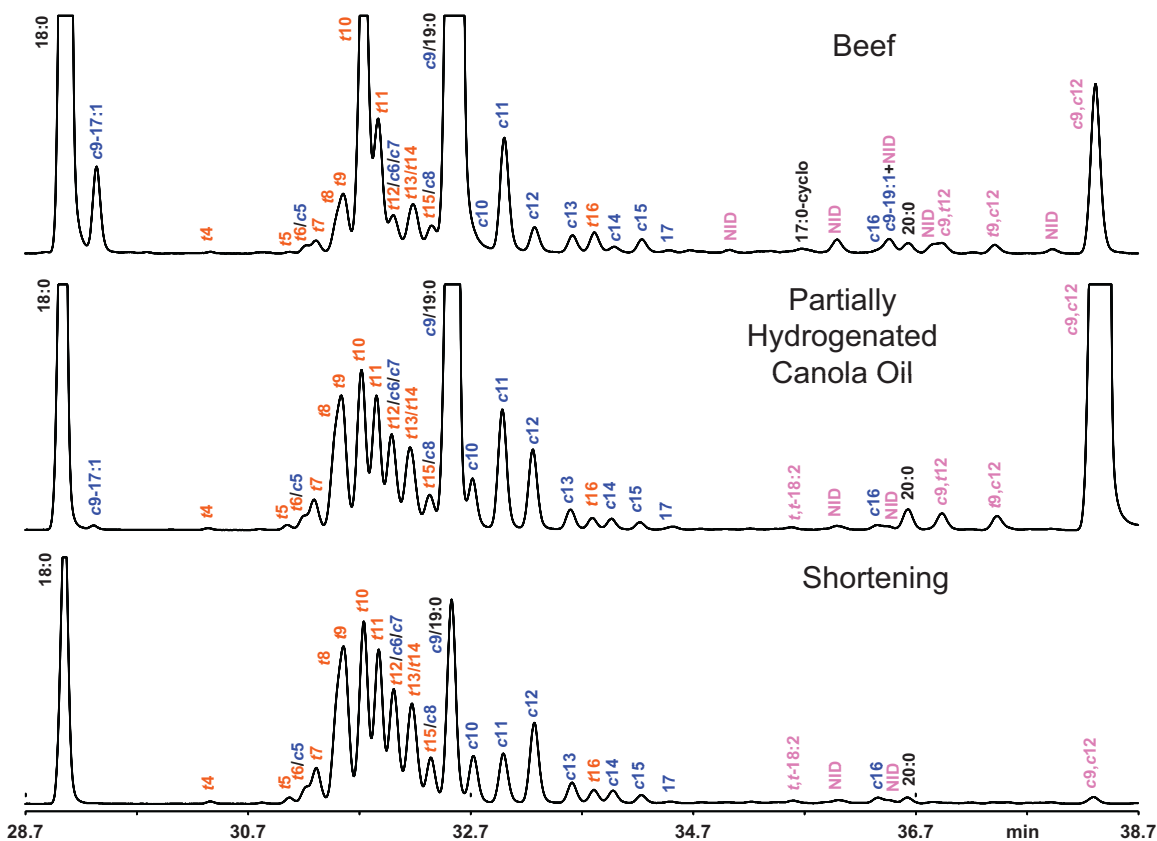 Beef
18:0
c9-17:1
t4
t5
t6/c5
t7
t8
t9
t10
t11
t12/c6/c7
t13/t14
t15/c8
c9/19:0
c10
c11
c12
c13
t16
c14
c15
17
NID
17:0-cyclo
NID
c16
c9-19:1+NID
20:0
NID
c9,t12
t9,c12
NID
c9,c12
Partially
Hydrogenated
Canola Oil
18:0
c9-17:1
t4
t5
t6/c5
t7
t8
t9
t10
t11
t12/c6/c7
t13/t14
t15/c8
c9/19:0
c10
c11
c12
c13
t16
c14
c15
17
t,t-18:2
NID
c16
NID
20:0
c9,t12
t9,c12
c9,c12
Shortening
18:0
t4
t5
t6/c5
t7
t8
t9
t10
t11
t12/c6/c7
t13/t14
t15/c8
c9/19:0
c10
c11
c12
c13
t16
c14
c15
17
t,t-18:2
NID
c16
NID
20:0
c9,c12
28.7 30.7 32.7 34.7 36.7 min 38.7